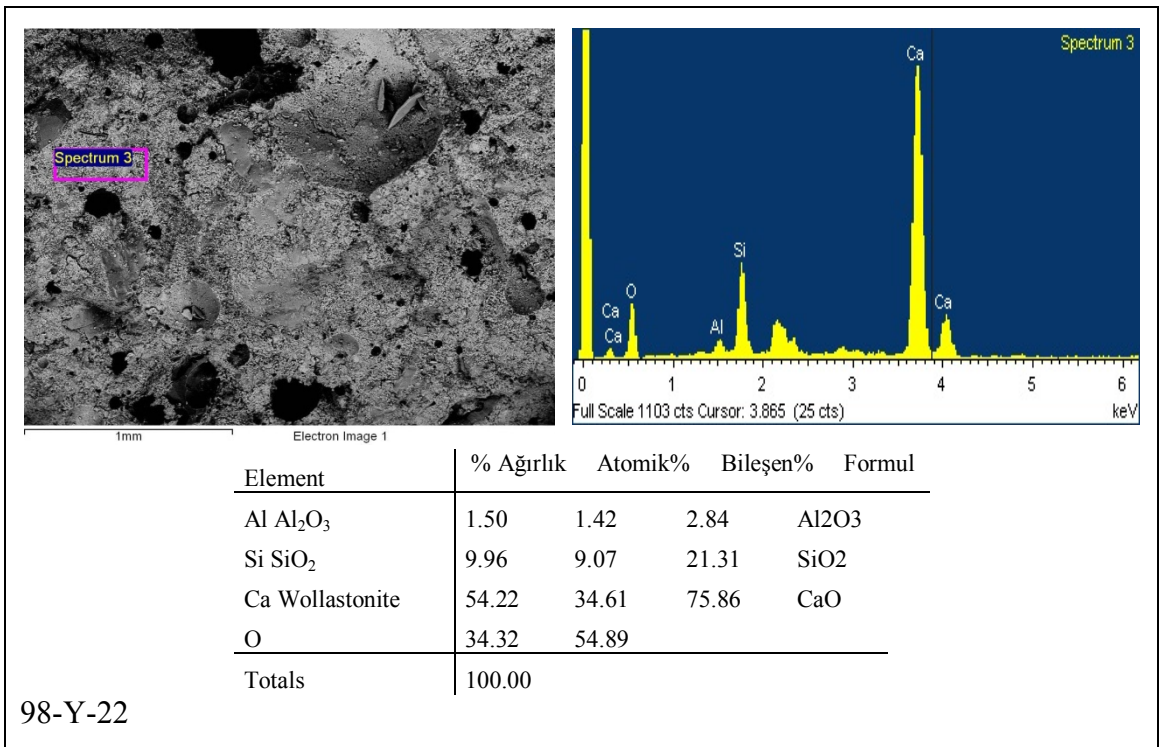 Spectrum 3
1mm Electron Image 1
Spectrum 3
Ca
Si
O
Ca
Ca
Al
Ca
0 1 2 3 4 5 6
Full Scale 1103 cts Cursor: 3.865 (25 cts) keV
Element % Ağırlık Atomik% Bileşen% Formul
Al Al₂O₃ 1.50 1.42 2.84 Al2O3
Si SiO₂ 9.96 9.07 21.31 SiO2
Ca Wollastonite 54.22 34.61 75.86 CaO
O 34.32 54.89
Totals 100.00
98-Y-22